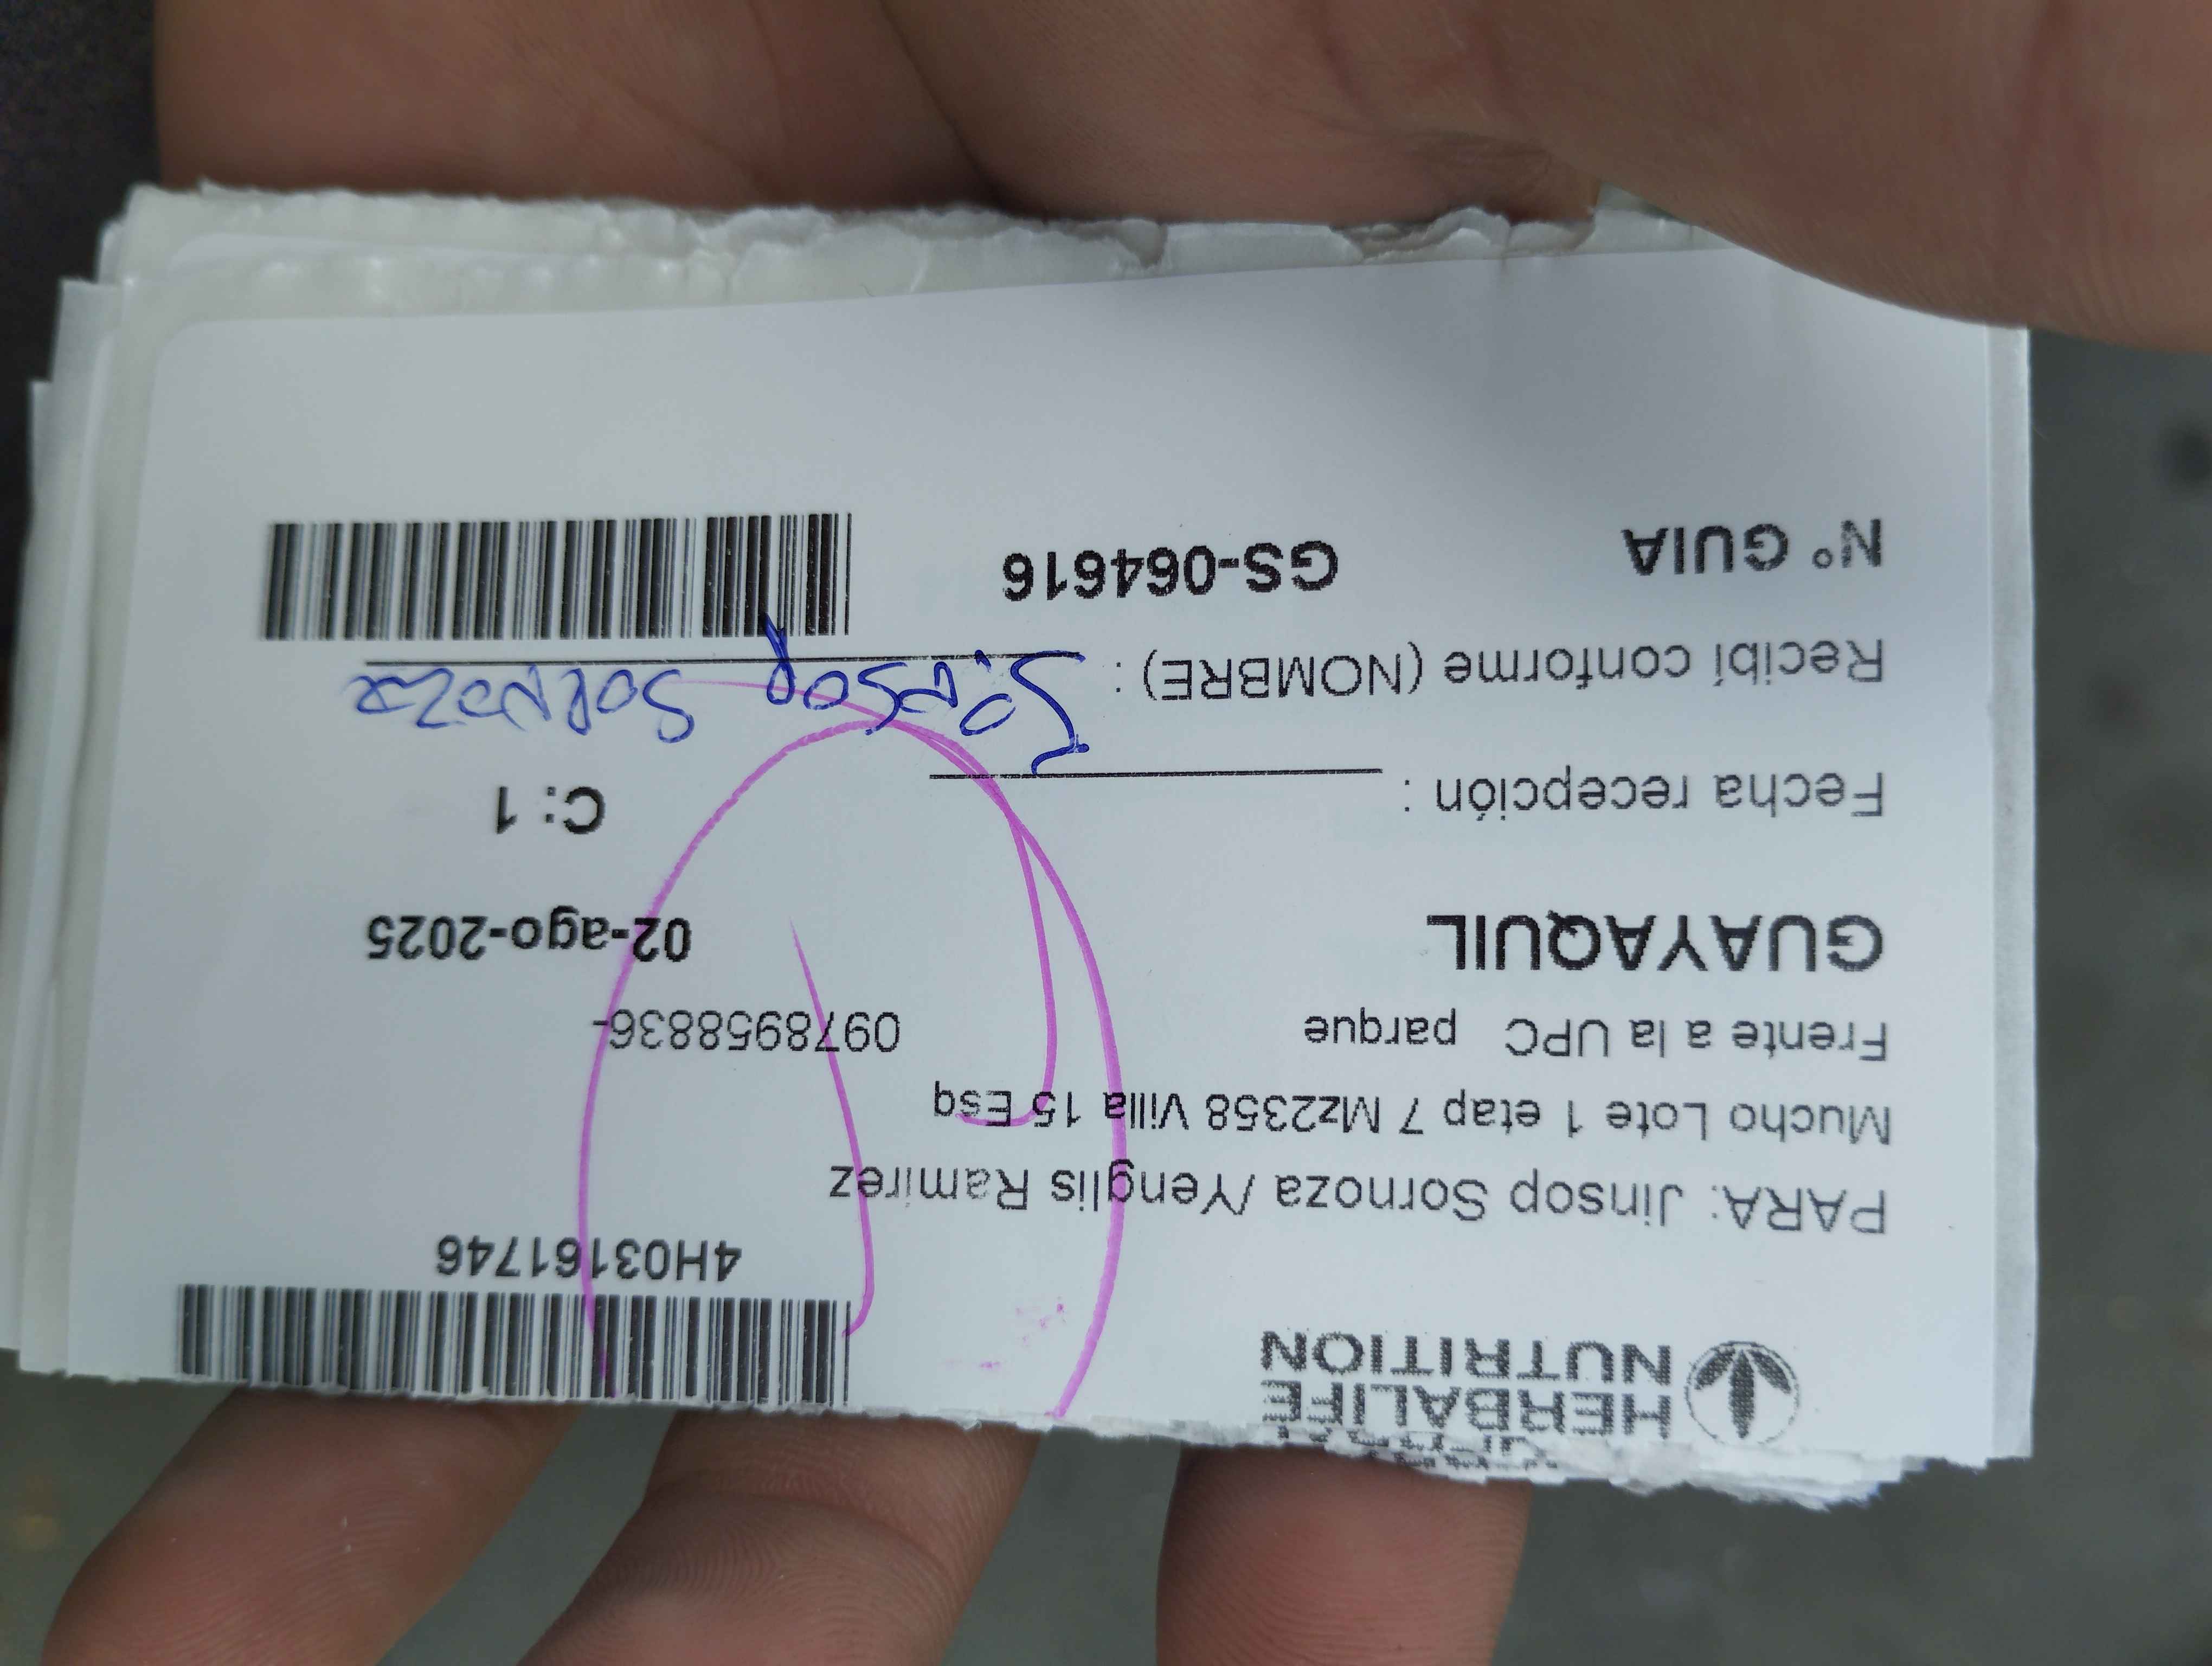 HERBALIFE
NUTRITION
4H03161746
PARA: Jinsop Sornoza /Yenglis Ramirez
Mucho Lote 1 etap 7 Mz2358 Villa 15 Esq
Frente a la UPC parque 0978958836-
GUAYAQUIL 02-ago-2025
Fecha recepción : C: 1
Recibí conforme (NOMBRE) : Jinsop Sornoza
N° GUIA GS-064616